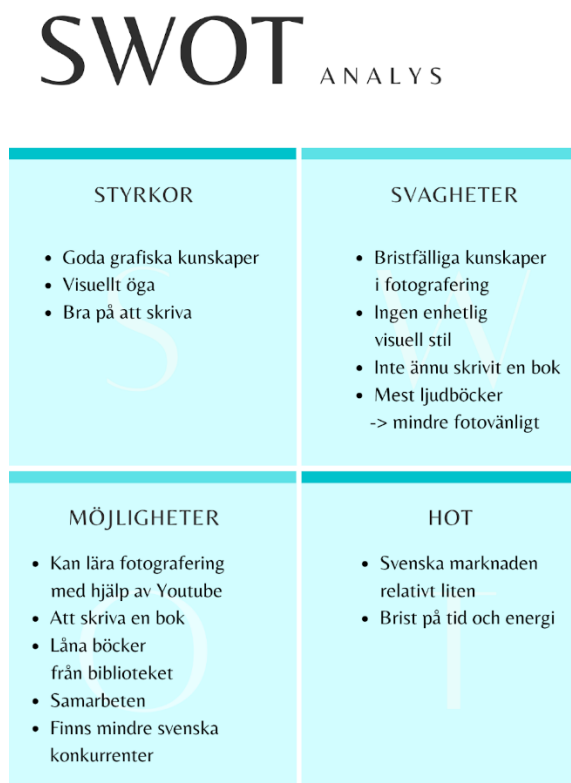 SWOT ANALYS
STYRKOR
• Goda grafiska kunskaper
• Visuellt öga
• Bra på att skriva
S
SVAGHETER
• Bristfälliga kunskaper
i fotografering
• Ingen enhetlig
visuell stil
• Inte ännu skrivit en bok
• Mest ljudböcker
-> mindre fotovänligt
W
MÖJLIGHETER
• Kan lära fotografering
med hjälp av Youtube
• Att skriva en bok
• Låna böcker
från biblioteket
• Samarbeten
• Finns mindre svenska
konkurrenter
O
HOT
• Svenska marknaden
relativt liten
• Brist på tid och energi
T